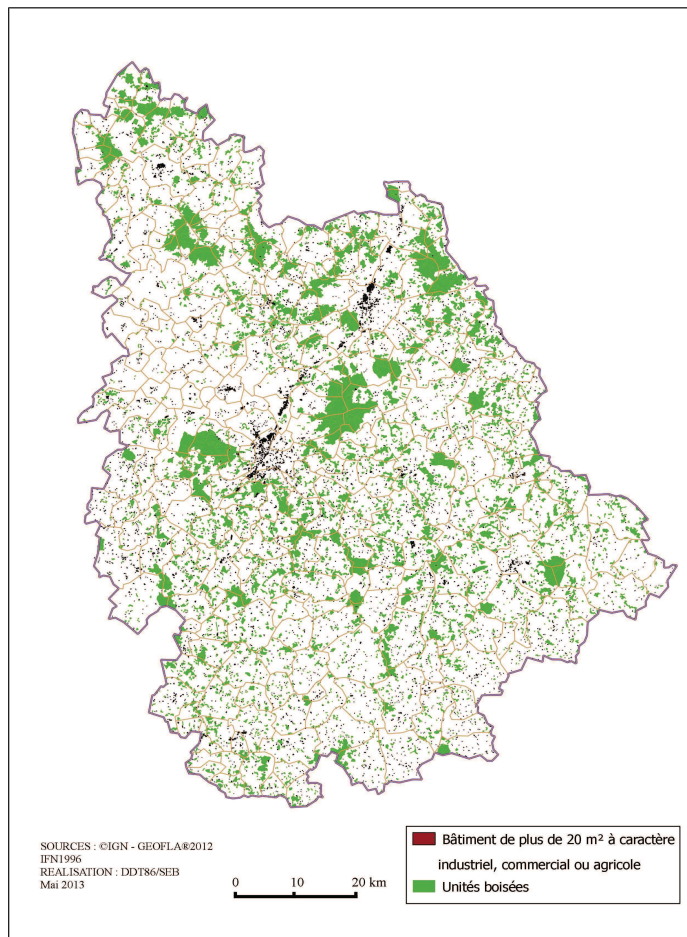 SOURCES : ©IGN - GEOFLA®2012
IFN1996
REALISATION : DDT86/SEB
Mai 2013
0 10 20 km
Bâtiment de plus de 20 m² à caractère
industriel, commercial ou agricole
Unités boisées